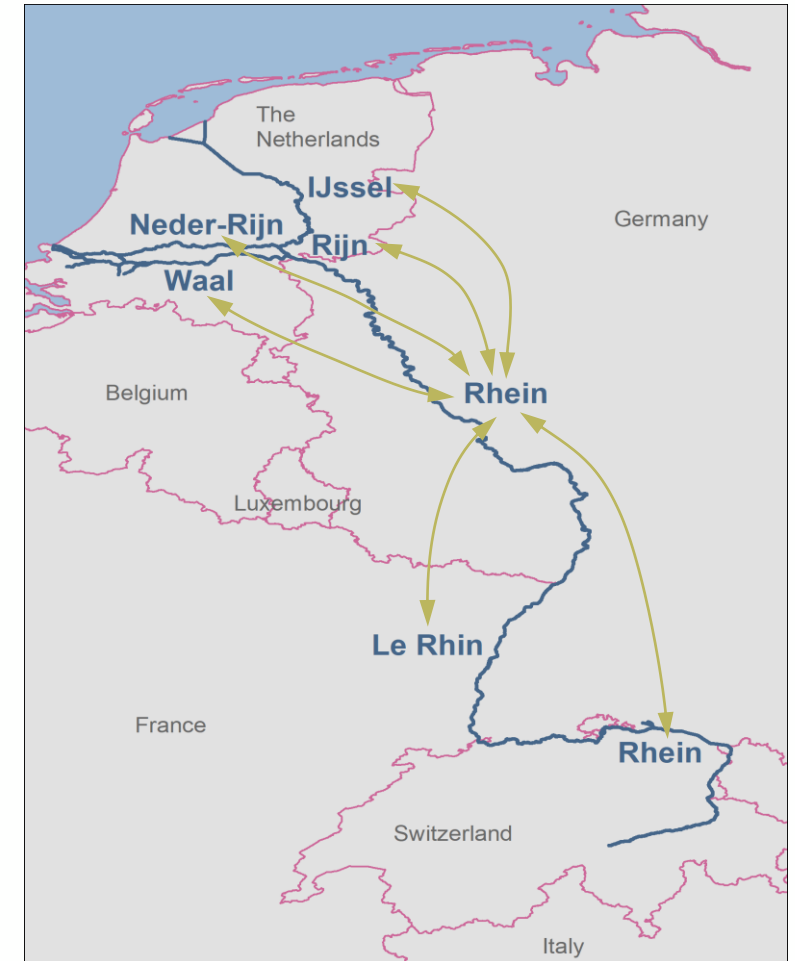 The
Netherlands
IJssel
Germany
Neder-Rijn
Rijn
Waal
Belgium
Rhein
Luxembourg
Le Rhin
France
Rhein
Switzerland
Italy